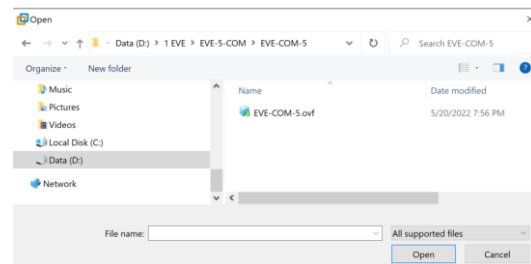 Open
Data (D:) > 1 EVE > EVE-5-COM > EVE-COM-5
Search EVE-COM-5
Organize
New folder
Music
Pictures
Videos
Local Disk (C:)
Data (D:)
Network
Name
Date modified
EVE-COM-5.ovf
5/20/2022 7:56 PM
File name:
All supported files
Open
Cancel